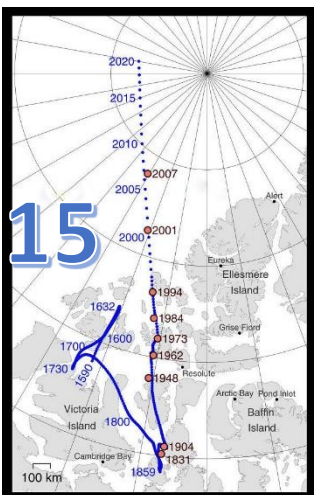 2020
2015
2010
2007
2005
Alert
15
2001
2000
Eureka
Ellesmere
Island
1994
1632
1984
Grise Fiord
1600
1973
1700
1962
1730
1590
Resolute
1948
Arctic Bay
Pond Inlet
Victoria
Island
1800
Baffin
Island
1904
1831
Cambridge Bay
1859
100 km